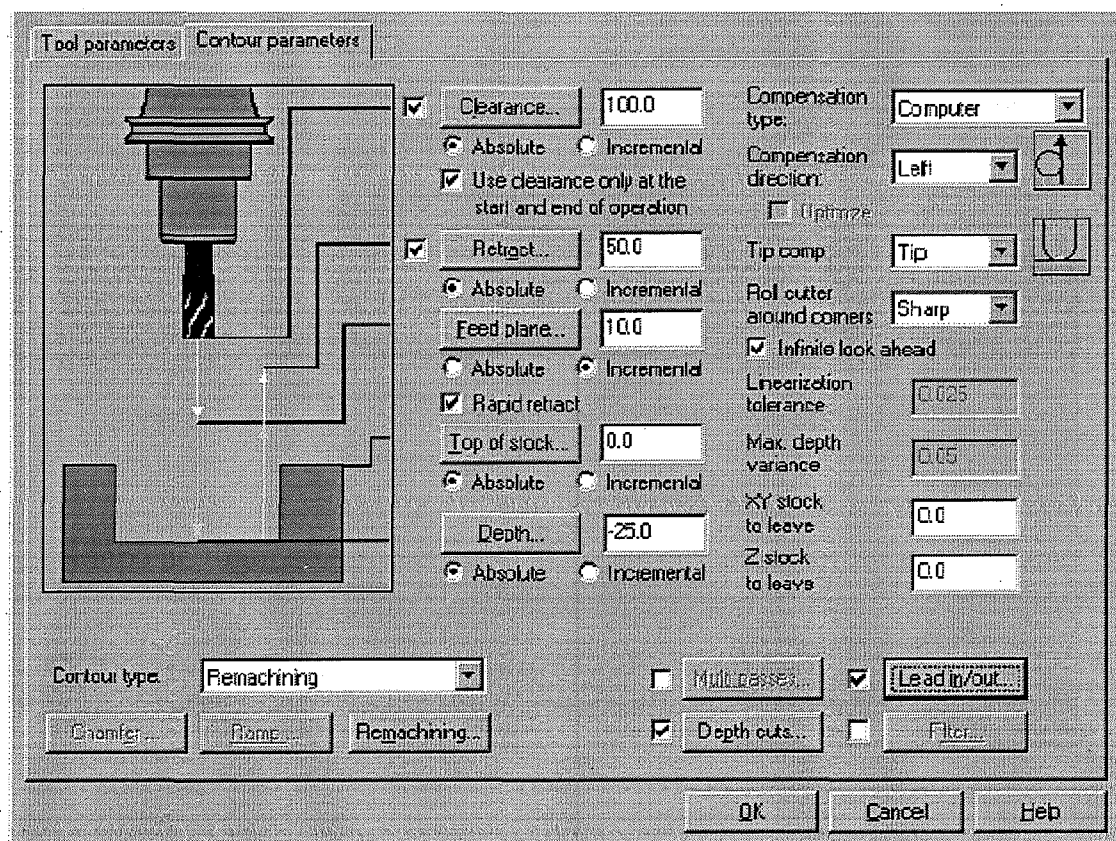 Tool parameters Contour parameters
Clearance... 100.0
Absolute Incremental
Use clearance only at the
start and end of operation
Retract... 50.0
Absolute Incremental
Feed plane... 10.0
Absolute Incremental
Rapid retract
Top of stock... 0.0
Absolute Incremental
Depth... -25.0
Absolute Incremental
Compensation
type: Computer
Compensation
direction: Left
Optimize
Tip comp Tip
Roll cutter
around corners Sharp
Infinite look ahead
Linearization
tolerance 0.025
Max. depth
variance 0.05
XY stock
to leave 0.0
Z stock
to leave 0.0
Contour type: Remachining
Multi passes... Lead in/out...
Chamfer... Ramp... Remachining... Depth cuts... Filter...
OK Cancel Help